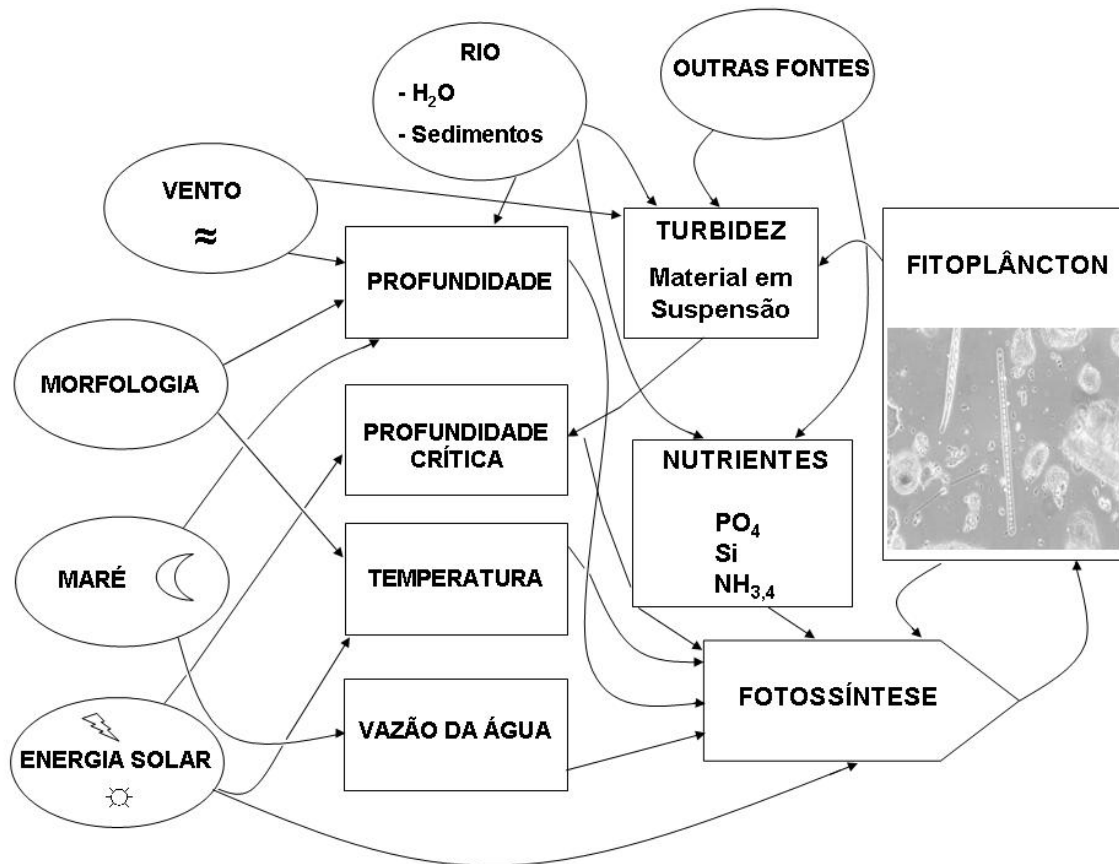 RIO
- H₂O
- Sedimentos
OUTRAS FONTES
VENTO
≈
TURBIDEZ
Material em
Suspensão
FITOPLÂNCTON
PROFUNDIDADE
MORFOLOGIA
PROFUNDIDADE
CRÍTICA
NUTRIENTES
PO₄
Si
NH₃,₄
MARÉ
TEMPERATURA
FOTOSSÍNTESE
VAZÃO DA ÁGUA
ENERGIA SOLAR